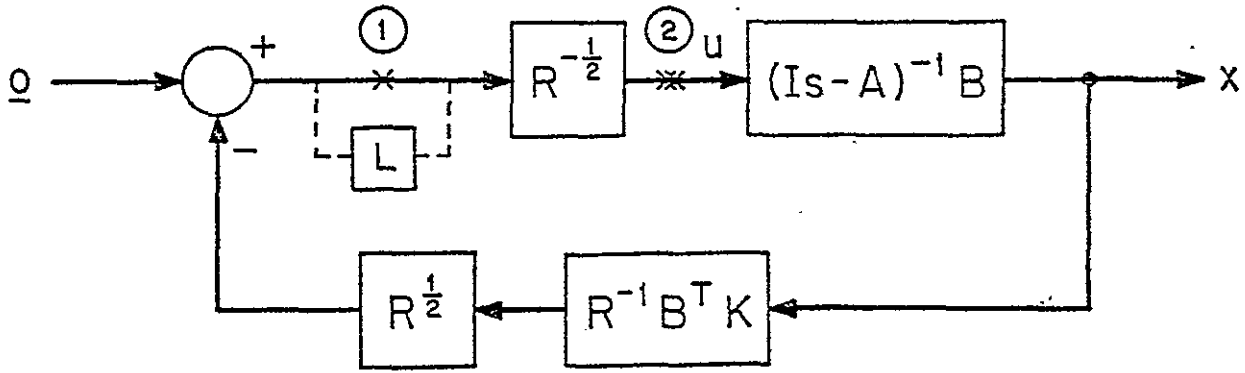 ①
②
+
u
0
R^{-1/2}
(Is-A)^{-1} B
x
−
L
R^{1/2}
R^{-1} B^T K